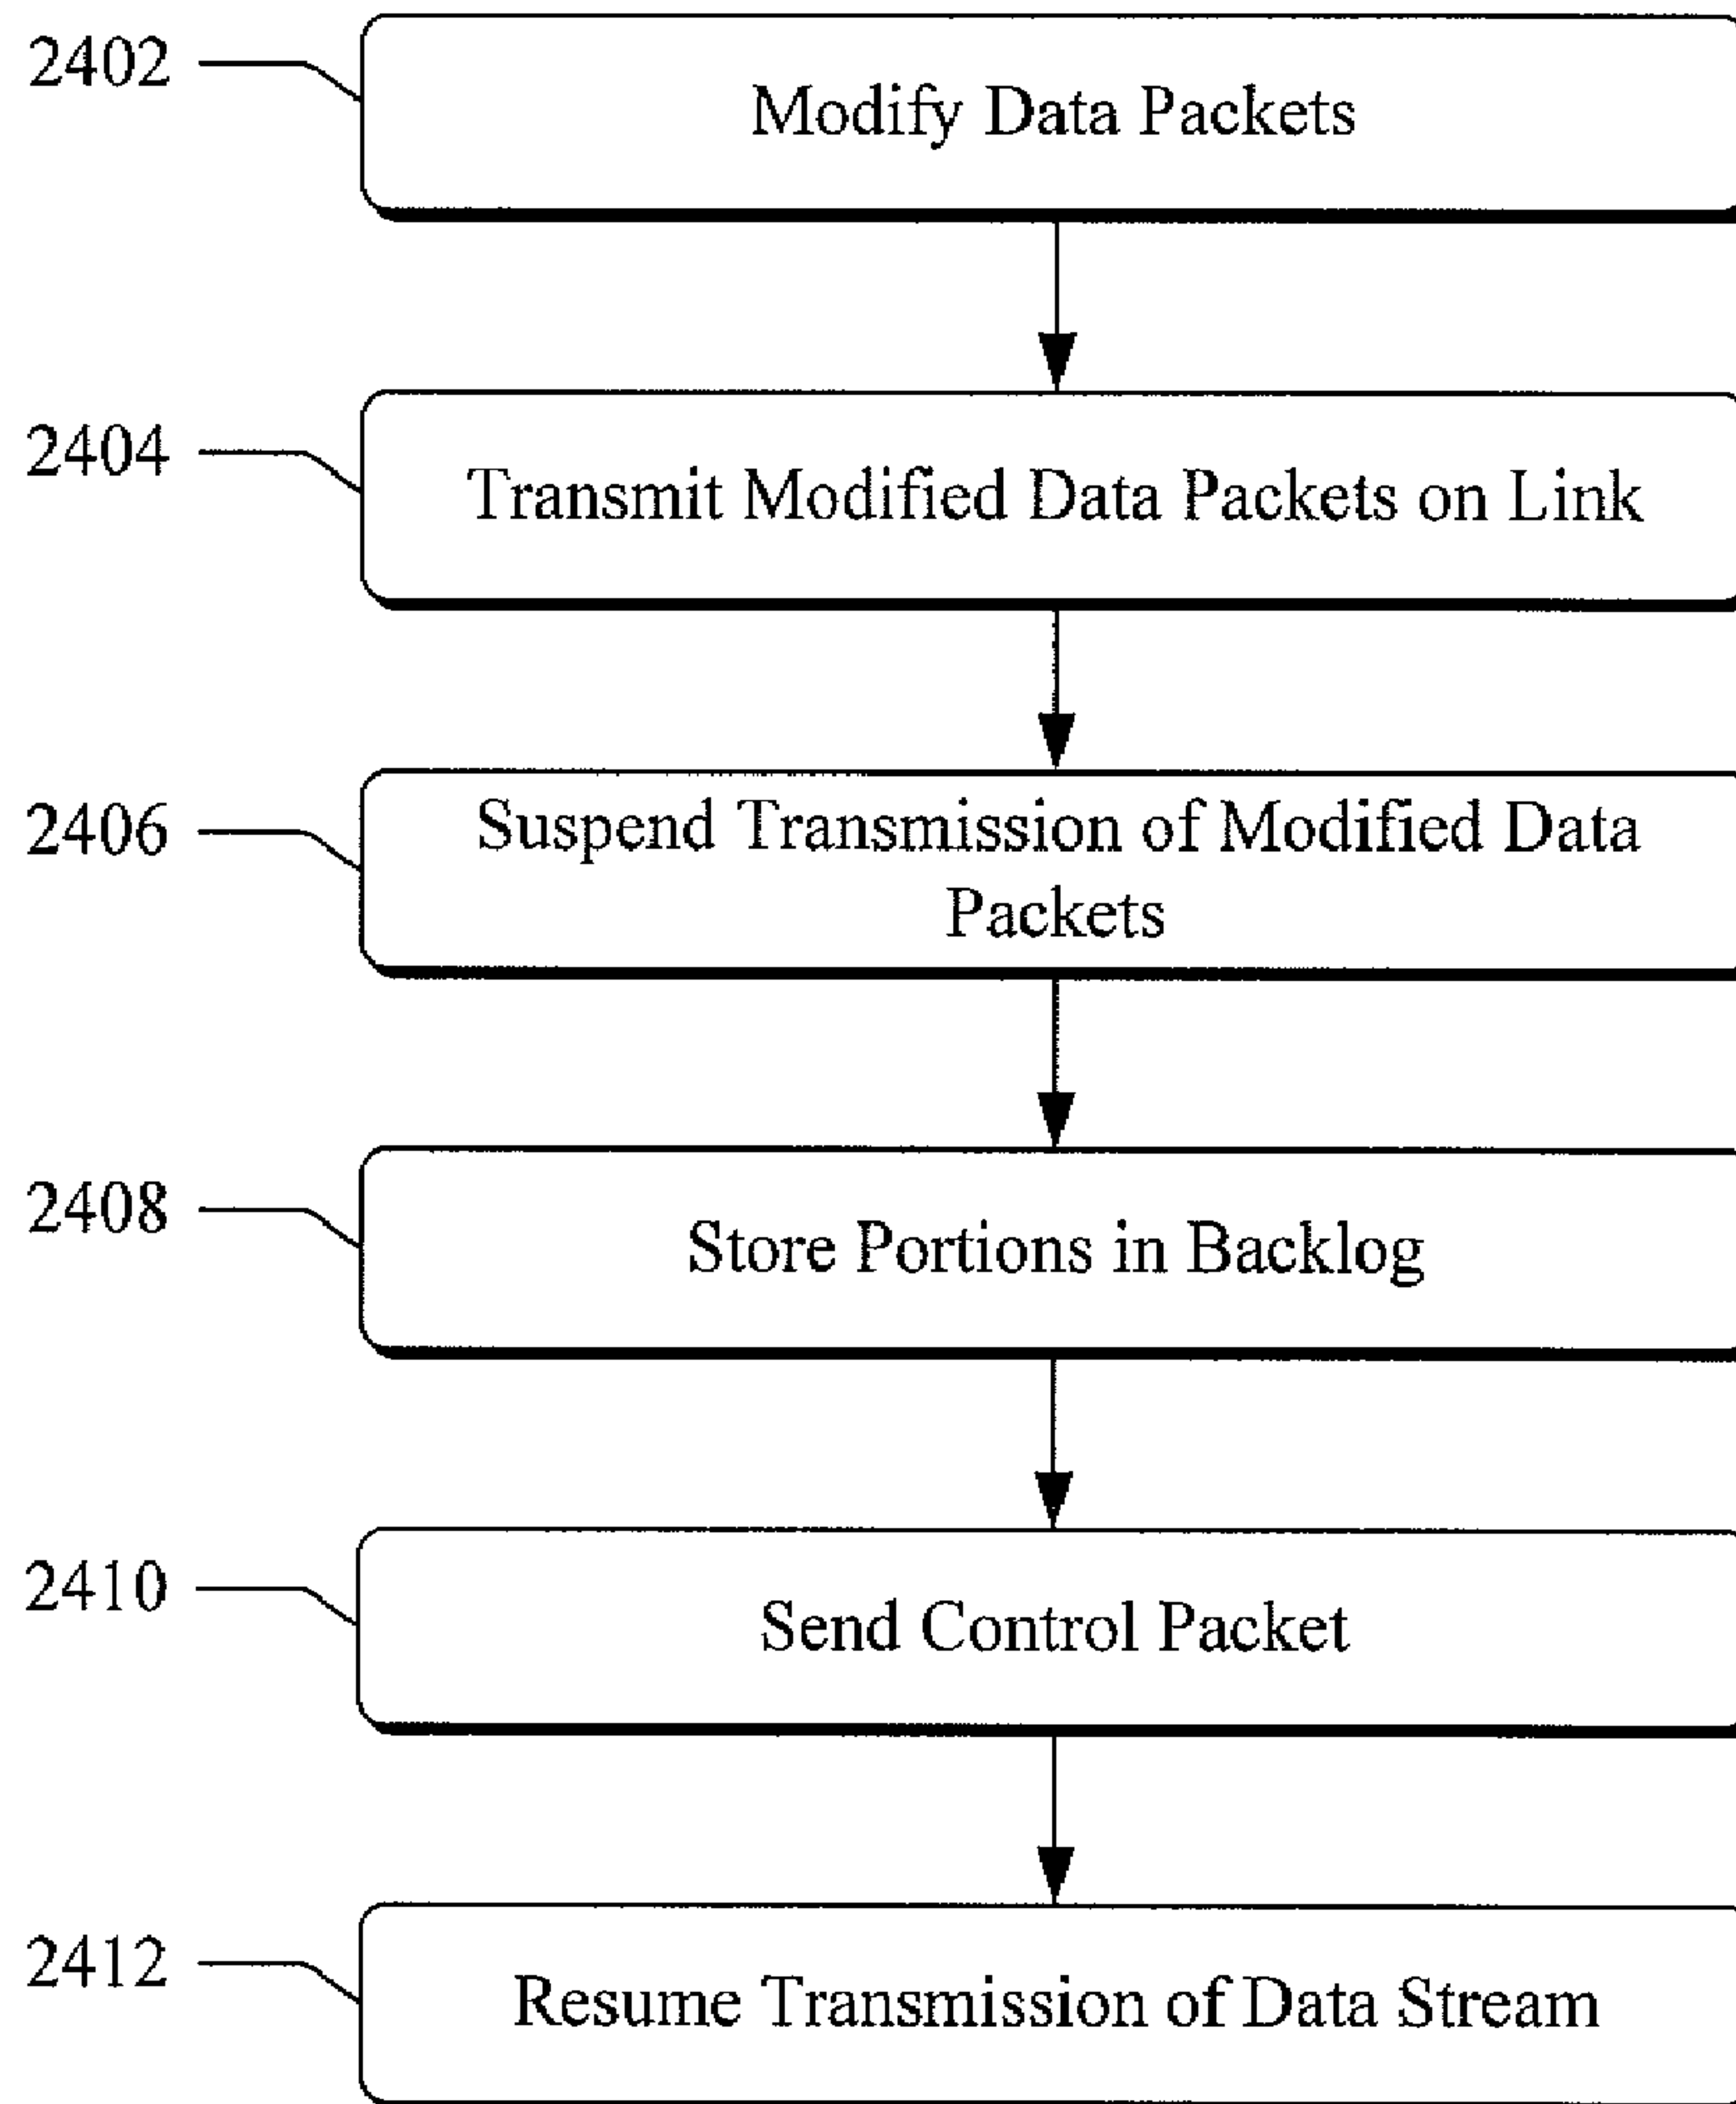 2402
Modify Data Packets
2404
Transmit Modified Data Packets on Link
2406
Suspend Transmission of Modified Data
Packets
2408
Store Portions in Backlog
2410
Send Control Packet
2412
Resume Transmission of Data Stream